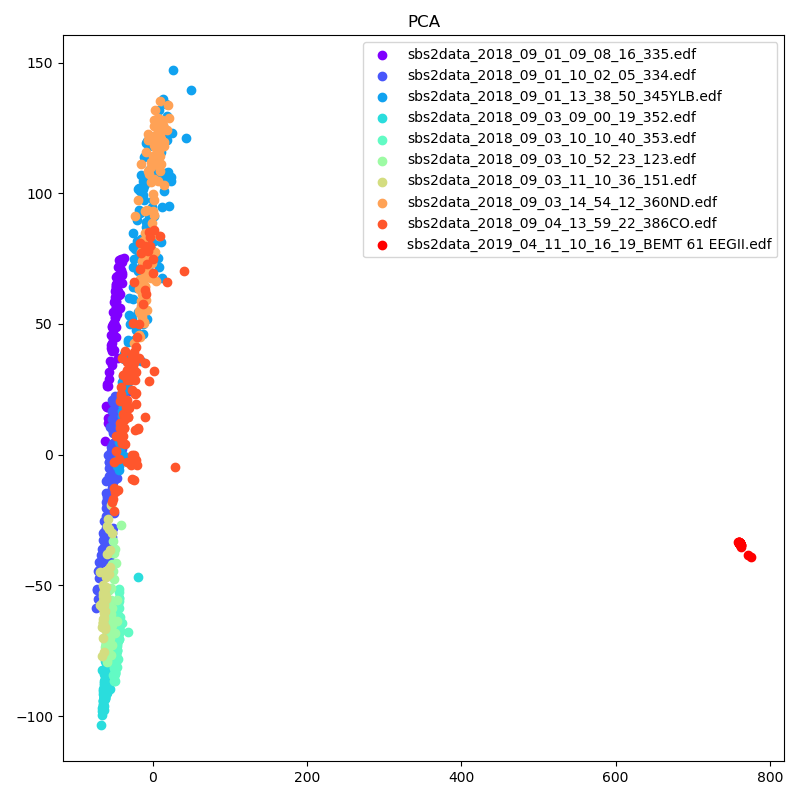 PCA
sbs2data_2018_09_01_09_08_16_335.edf
sbs2data_2018_09_01_10_02_05_334.edf
sbs2data_2018_09_01_13_38_50_345YLB.edf
sbs2data_2018_09_03_09_00_19_352.edf
sbs2data_2018_09_03_10_10_40_353.edf
sbs2data_2018_09_03_10_52_23_123.edf
sbs2data_2018_09_03_11_10_36_151.edf
sbs2data_2018_09_03_14_54_12_360ND.edf
sbs2data_2018_09_04_13_59_22_386CO.edf
sbs2data_2019_04_11_10_16_19_BEMT 61 EEGII.edf
150
100
50
0
−50
−100
0 200 400 600 800